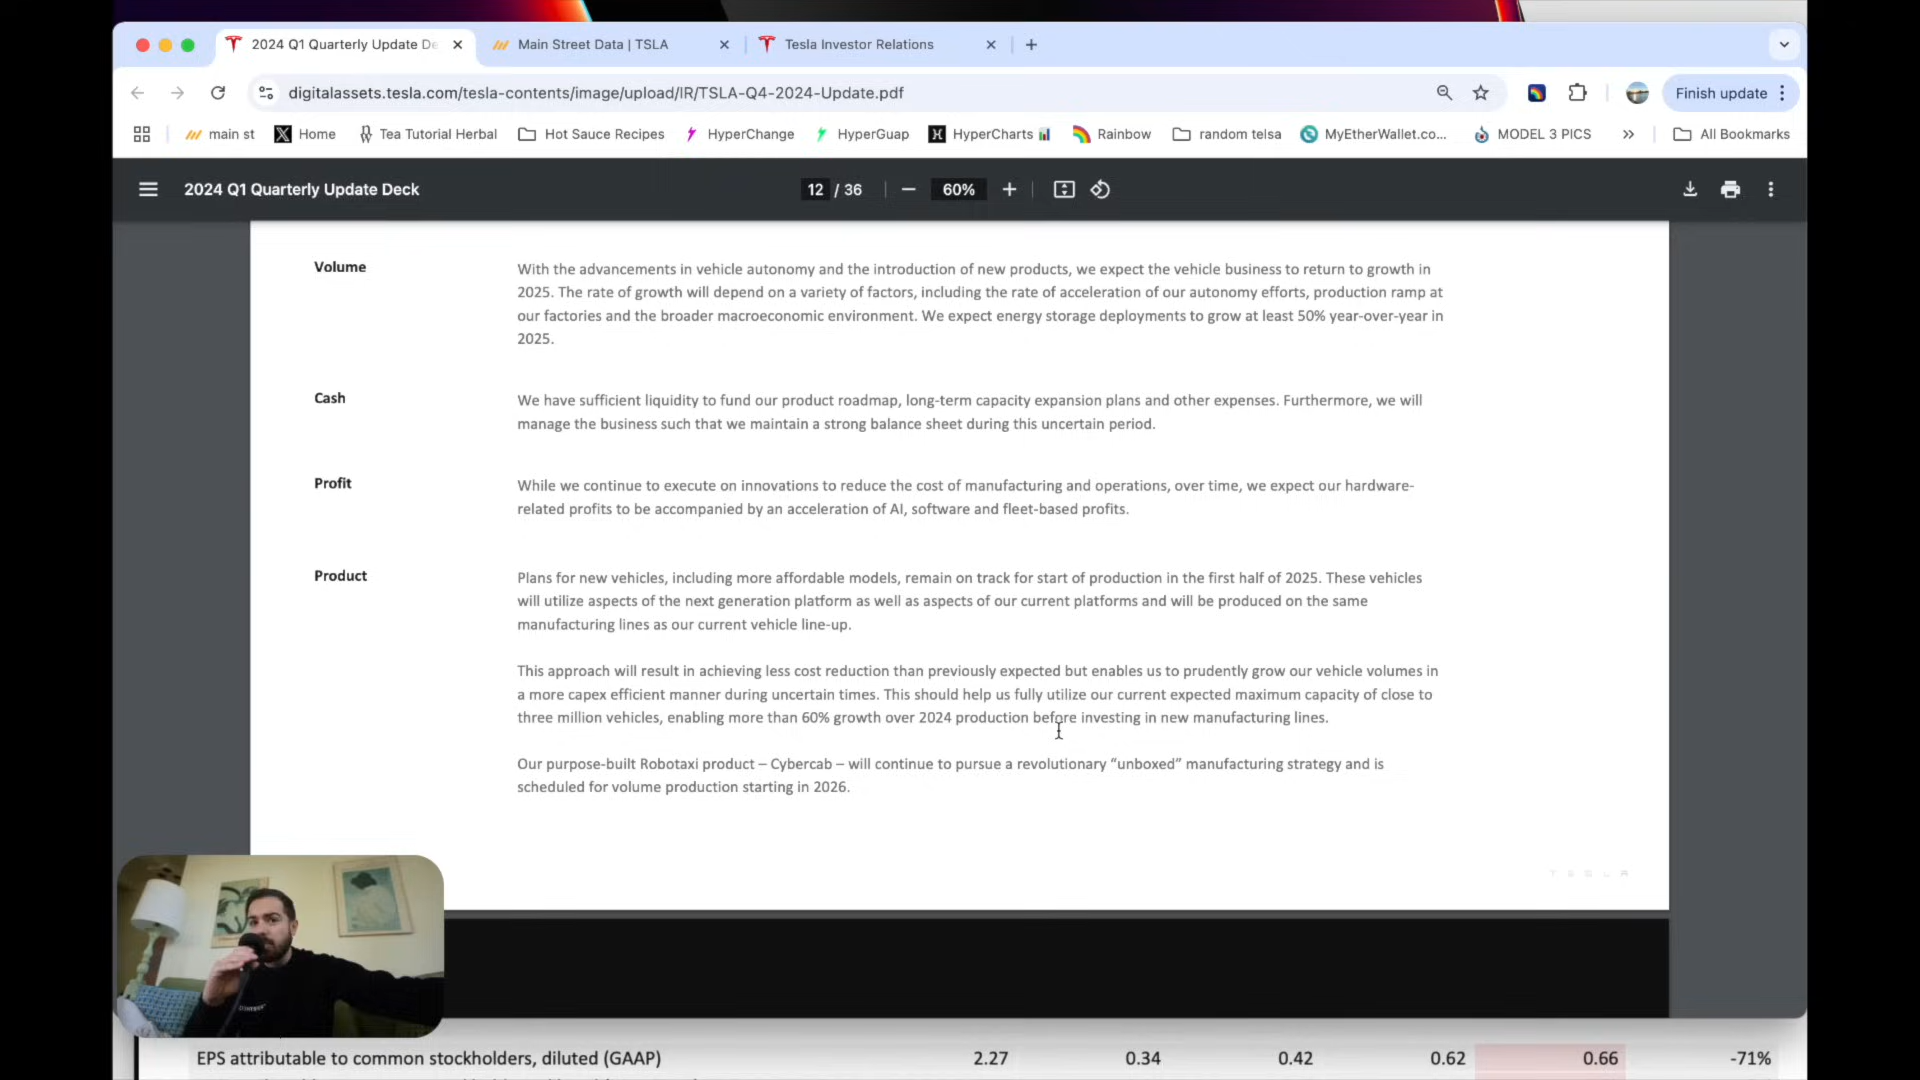 2024 Q1 Quarterly Update De
Main Street Data | TSLA
Tesla Investor Relations
digitalassets.tesla.com/tesla-contents/image/upload/IR/TSLA-Q4-2024-Update.pdf
Finish update
main st
Home
Tea Tutorial Herbal
Hot Sauce Recipes
HyperChange
HyperGuap
HyperCharts
Rainbow
random telsa
MyEtherWallet.co...
MODEL 3 PICS
»
All Bookmarks
2024 Q1 Quarterly Update Deck
12 / 36
60%
Volume
With the advancements in vehicle autonomy and the introduction of new products, we expect the vehicle business to return to growth in
2025. The rate of growth will depend on a variety of factors, including the rate of acceleration of our autonomy efforts, production ramp at
our factories and the broader macroeconomic environment. We expect energy storage deployments to grow at least 50% year-over-year in
2025.
Cash
We have sufficient liquidity to fund our product roadmap, long-term capacity expansion plans and other expenses. Furthermore, we will
manage the business such that we maintain a strong balance sheet during this uncertain period.
Profit
While we continue to execute on innovations to reduce the cost of manufacturing and operations, over time, we expect our hardware-
related profits to be accompanied by an acceleration of AI, software and fleet-based profits.
Product
Plans for new vehicles, including more affordable models, remain on track for start of production in the first half of 2025. These vehicles
will utilize aspects of the next generation platform as well as aspects of our current platforms and will be produced on the same
manufacturing lines as our current vehicle line-up.
This approach will result in achieving less cost reduction than previously expected but enables us to prudently grow our vehicle volumes in
a more capex efficient manner during uncertain times. This should help us fully utilize our current expected maximum capacity of close to
three million vehicles, enabling more than 60% growth over 2024 production before investing in new manufacturing lines.
Our purpose-built Robotaxi product – Cybercab – will continue to pursue a revolutionary “unboxed” manufacturing strategy and is
scheduled for volume production starting in 2026.
TESLA
EPS attributable to common stockholders, diluted (GAAP) 2.27 0.34 0.42 0.62 0.66 -71%